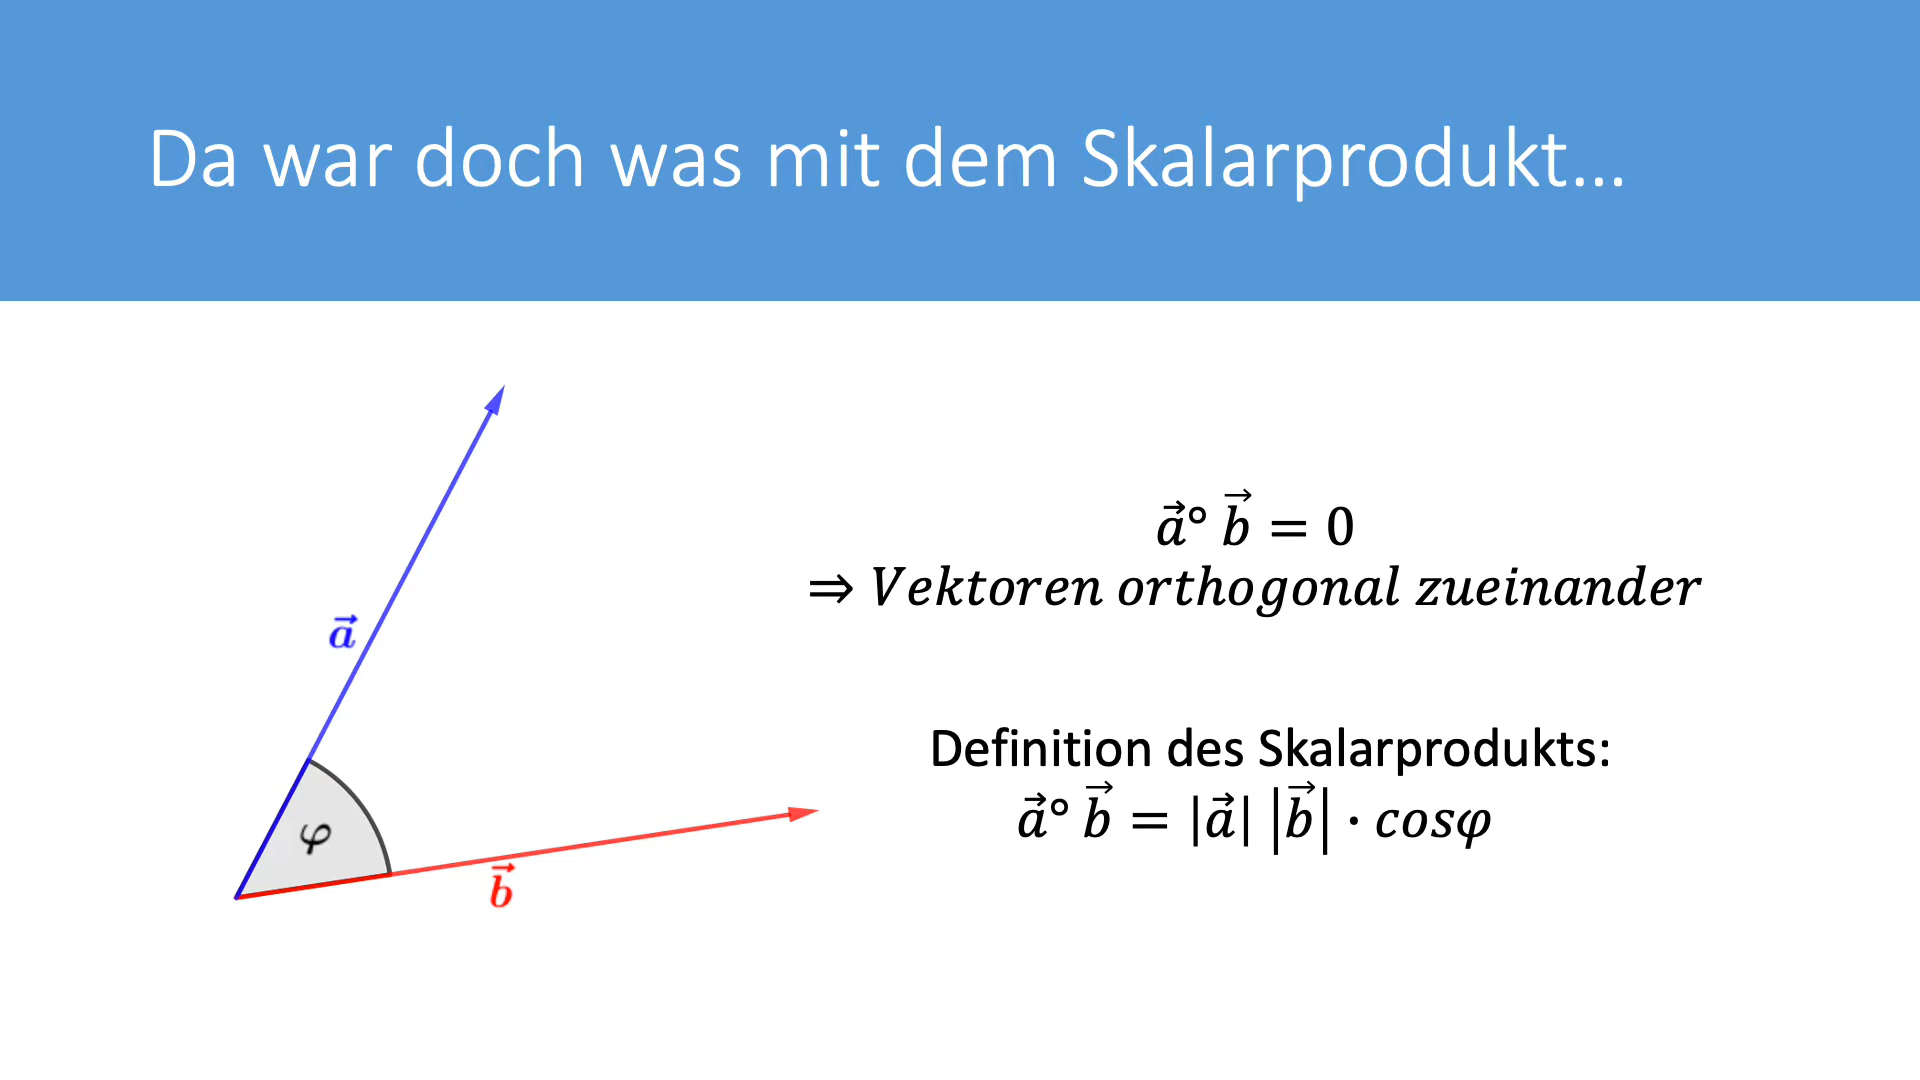 Da war doch was mit dem Skalarprodukt...
a⃗° b⃗ = 0
⇒ Vektoren orthogonal zueinander
a⃗
Definition des Skalarprodukts:
a⃗° b⃗ = |a⃗| |b⃗| · cosφ
φ
b⃗